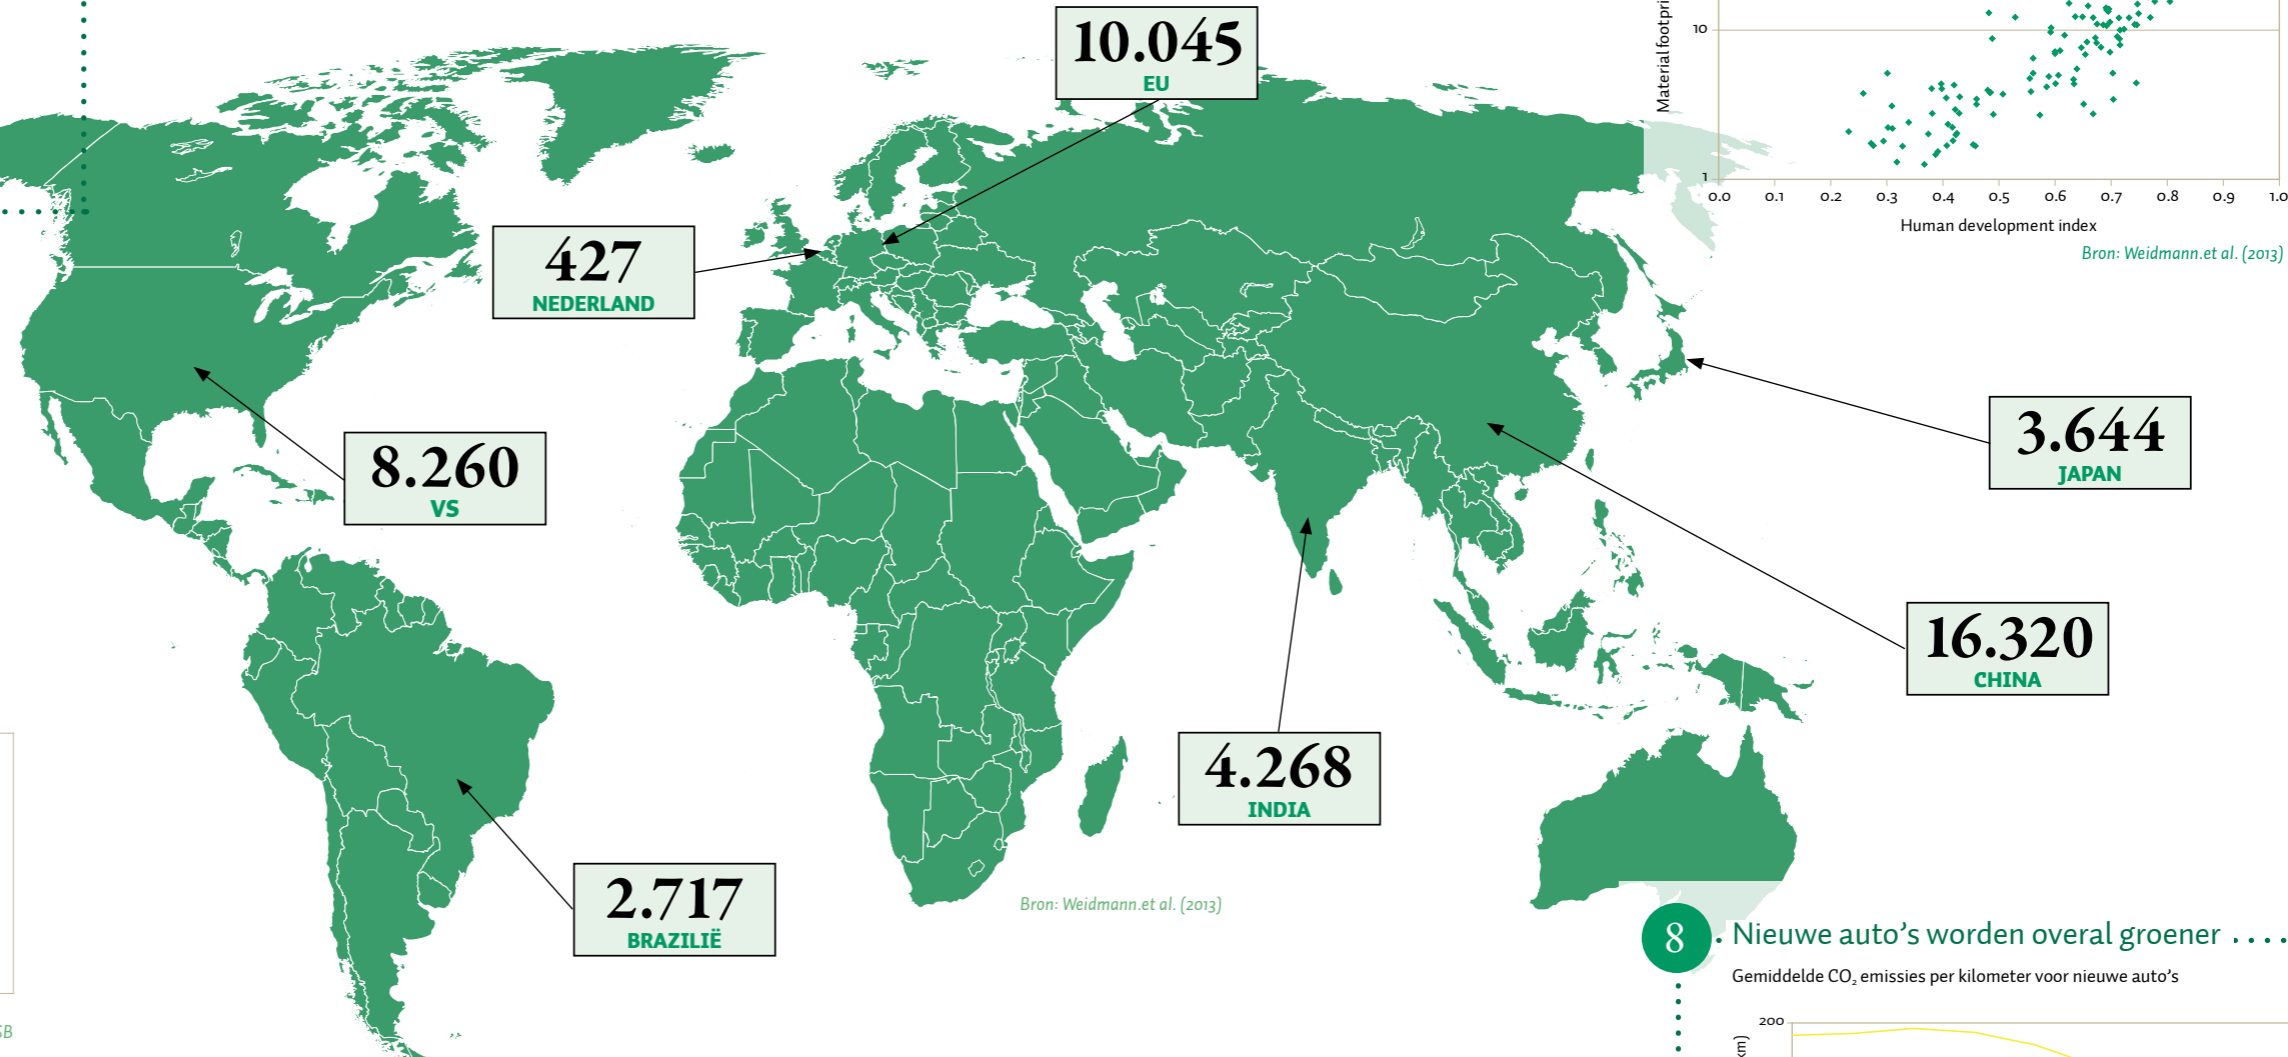 10.045
EU
427
NEDERLAND
8.260
VS
3.644
JAPAN
16.320
CHINA
4.268
INDIA
2.717
BRAZILIË
Bron: Weidmann.et al. (2013)
10
1
0.0 0.1 0.2 0.3 0.4 0.5 0.6 0.7 0.8 0.9 1.0
Human development index
Bron: Weidmann.et al. (2013)
8
Nieuwe auto's worden overal groener
Gemiddelde CO₂ emissies per kilometer voor nieuwe auto's
200
Material